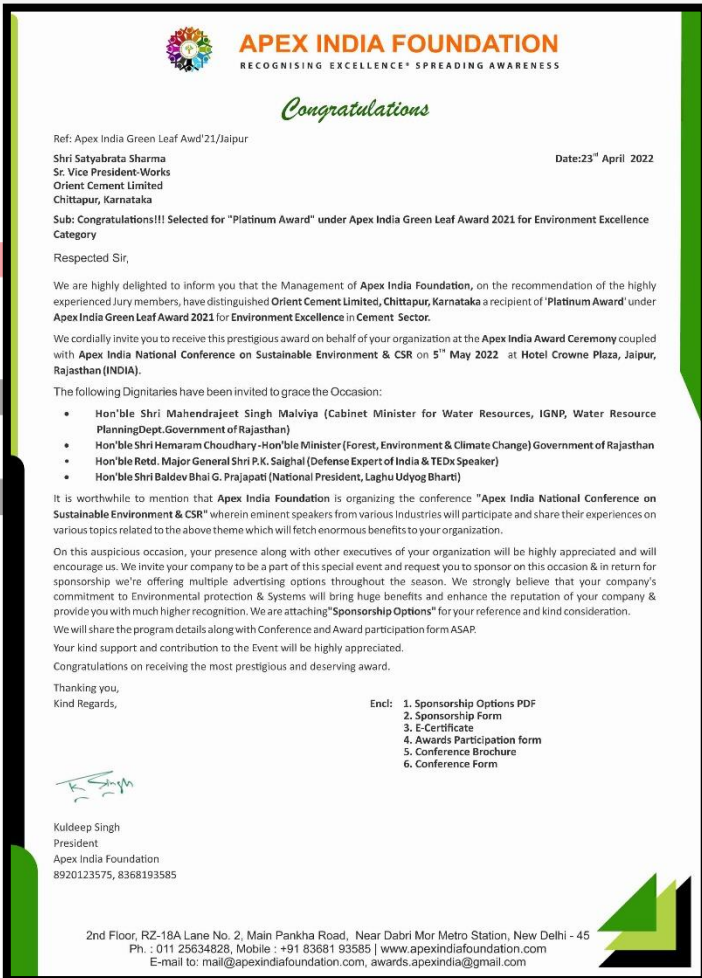 APEX INDIA FOUNDATION
RECOGNISING EXCELLENCE* SPREADING AWARENESS
Congratulations
Ref: Apex India Green Leaf Awd'21/Jaipur
Shri Satyabrata Sharma
Date:23rd April 2022
Sr. Vice President-Works
Orient Cement Limited
Chittapur, Karnataka
Sub: Congratulations!!! Selected for "Platinum Award" under Apex India Green Leaf Award 2021 for Environment Excellence
Category
Respected Sir,
We are highly delighted to inform you that the Management of Apex India Foundation, on the recommendation of the highly
experienced Jury members, have distinguished Orient Cement Limited, Chittapur, Karnataka a recipient of 'Platinum Award' under
Apex India Green Leaf Award 2021 for Environment Excellence in Cement Sector.
We cordially invite you to receive this prestigious award on behalf of your organization at the Apex India Award Ceremony coupled
with Apex India National Conference on Sustainable Environment & CSR on 5TH May 2022 at Hotel Crowne Plaza, Jaipur,
Rajasthan (INDIA).
The following Dignitaries have been invited to grace the Occasion:
• Hon'ble Shri Mahendrajeet Singh Malviya (Cabinet Minister for Water Resources, IGNP, Water Resource
PlanningDept.Government of Rajasthan)
• Hon'ble Shri Hemaram Choudhary -Hon'ble Minister (Forest, Environment & Climate Change) Government of Rajasthan
• Hon'ble Retd. Major General Shri P.K. Saighal (Defense Expert of India & TEDx Speaker)
• Hon'ble Shri Baldev Bhai G. Prajapati (National President, Laghu Udyog Bharti)
It is worthwhile to mention that Apex India Foundation is organizing the conference "Apex India National Conference on
Sustainable Environment & CSR" wherein eminent speakers from various Industries will participate and share their experiences on
various topics related to the above theme which will fetch enormous benefits to your organization.
On this auspicious occasion, your presence along with other executives of your organization will be highly appreciated and will
encourage us. We invite your company to be a part of this special event and request you to sponsor on this occasion & in return for
sponsorship we're offering multiple advertising options throughout the season. We strongly believe that your company's
commitment to Environmental protection & Systems will bring huge benefits and enhance the reputation of your company &
provide you with much higher recognition. We are attaching"Sponsorship Options" for your reference and kind consideration.
We will share the program details along with Conference and Award participation form ASAP.
Your kind support and contribution to the Event will be highly appreciated.
Congratulations on receiving the most prestigious and deserving award.
Thanking you,
Kind Regards,
Encl: 1. Sponsorship Options PDF
2. Sponsorship Form
3. E-Certificate
4. Awards Participation form
5. Conference Brochure
6. Conference Form
K Singh
Kuldeep Singh
President
Apex India Foundation
8920123575, 8368193585
2nd Floor, RZ-18A Lane No. 2, Main Pankha Road, Near Dabri Mor Metro Station, New Delhi - 45
Ph. : 011 25634828, Mobile : +91 83681 93585 | www.apexindiafoundation.com
E-mail to: mail@apexindiafoundation.com, awards.apexindia@gmail.com